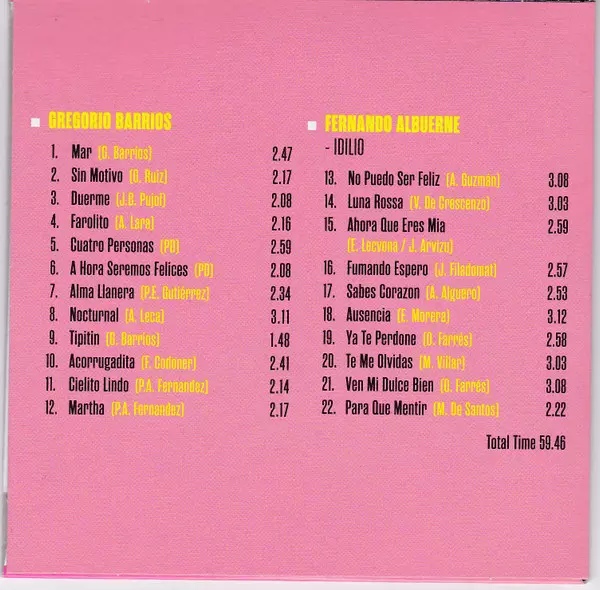 GREGORIO BARRIOS
1. Mar (G. Barrios) 2.47
2. Sin Motivo (G. Ruiz) 2.17
3. Duerme (J.B. Pujol) 2.08
4. Farolito (A. Lara) 2.16
5. Cuatro Personas (PD) 2.59
6. A Hora Seremos Felices (PD) 2.08
7. Alma Llanera (P.E. Gutiérrez) 2.34
8. Nocturnal (A. Leca) 3.11
9. Tipitin (G. Barrios) 1.48
10. Acorrugadita (F. Codoner) 2.41
11. Cielito Lindo (P.A. Fernandez) 2.14
12. Martha (P.A. Fernandez) 2.17
FERNANDO ALBUERNE
- IDILIO
13. No Puedo Ser Feliz (A. Guzmán) 3.08
14. Luna Rossa (V. De Crescenzo) 3.03
15. Ahora Que Eres Mia 2.59
(E. Lecvona / J. Arvizu)
16. Fumando Espero (J. Filadomat) 2.57
17. Sabes Corazon (A. Alguero) 2.53
18. Ausencia (E. Morera) 3.12
19. Ya Te Perdone (O. Farrés) 2.58
20. Te Me Olvidas (M. Villar) 3.03
21. Ven Mi Dulce Bien (O. Farrés) 3.08
22. Para Que Mentir (M. De Santos) 2.22
Total Time 59.46